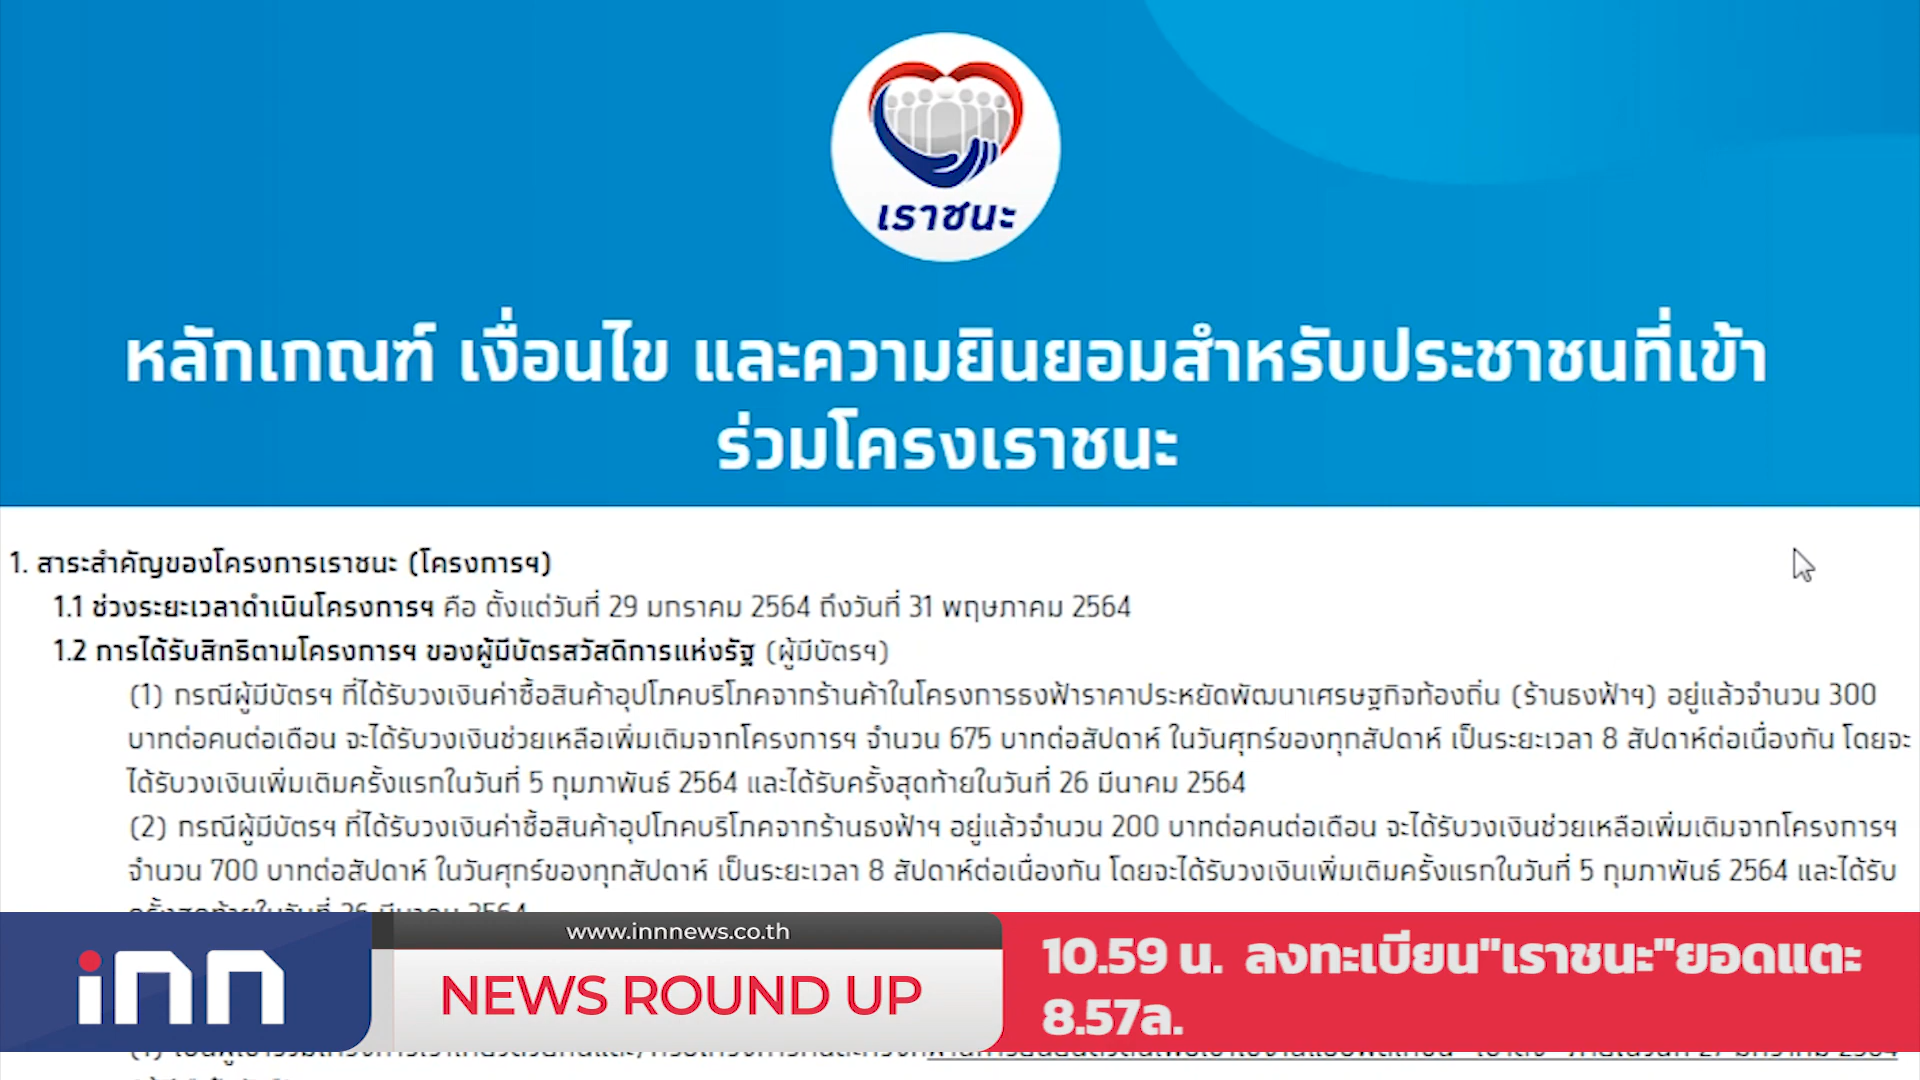 เราชนะ
หลักเกณฑ์ เงื่อนไข และความยินยอมสำหรับประชาชนที่เข้า
ร่วมโครงเราชนะ
1. สาระสำคัญของโครงการเราชนะ (โครงการฯ)
1.1 ช่วงระยะเวลาดำเนินโครงการฯ คือ ตั้งแต่วันที่ 29 มกราคม 2564 ถึงวันที่ 31 พฤษภาคม 2564
1.2 การได้รับสิทธิตามโครงการฯ ของผู้มีบัตรสวัสดิการแห่งรัฐ (ผู้มีบัตรฯ)
(1) กรณีผู้มีบัตรฯ ที่ได้รับวงเงินค่าซื้อสินค้าอุปโภคบริโภคจากร้านค้าในโครงการธงฟ้าราคาประหยัดพัฒนาเศรษฐกิจท้องถิ่น (ร้านธงฟ้าฯ) อยู่แล้วจำนวน 300
บาทต่อคนต่อเดือน จะได้รับวงเงินช่วยเหลือเพิ่มเติมจากโครงการฯ จำนวน 675 บาทต่อสัปดาห์ ในวันศุกร์ของทุกสัปดาห์ เป็นระยะเวลา 8 สัปดาห์ต่อเนื่องกัน โดยจะ
ได้รับวงเงินเพิ่มเติมครั้งแรกในวันที่ 5 กุมภาพันธ์ 2564 และได้รับครั้งสุดท้ายในวันที่ 26 มีนาคม 2564
(2) กรณีผู้มีบัตรฯ ที่ได้รับวงเงินค่าซื้อสินค้าอุปโภคบริโภคจากร้านธงฟ้าฯ อยู่แล้วจำนวน 200 บาทต่อคนต่อเดือน จะได้รับวงเงินช่วยเหลือเพิ่มเติมจากโครงการฯ
จำนวน 700 บาทต่อสัปดาห์ ในวันศุกร์ของทุกสัปดาห์ เป็นระยะเวลา 8 สัปดาห์ต่อเนื่องกัน โดยจะได้รับวงเงินเพิ่มเติมครั้งแรกในวันที่ 5 กุมภาพันธ์ 2564 และได้รับ
ครั้งสุดท้ายในวันที่ 26 มีนาคม 2564
inn
www.innnews.co.th
NEWS ROUND UP
10.59 น. ลงทะเบียน"เราชนะ"ยอดแตะ
8.57ล.